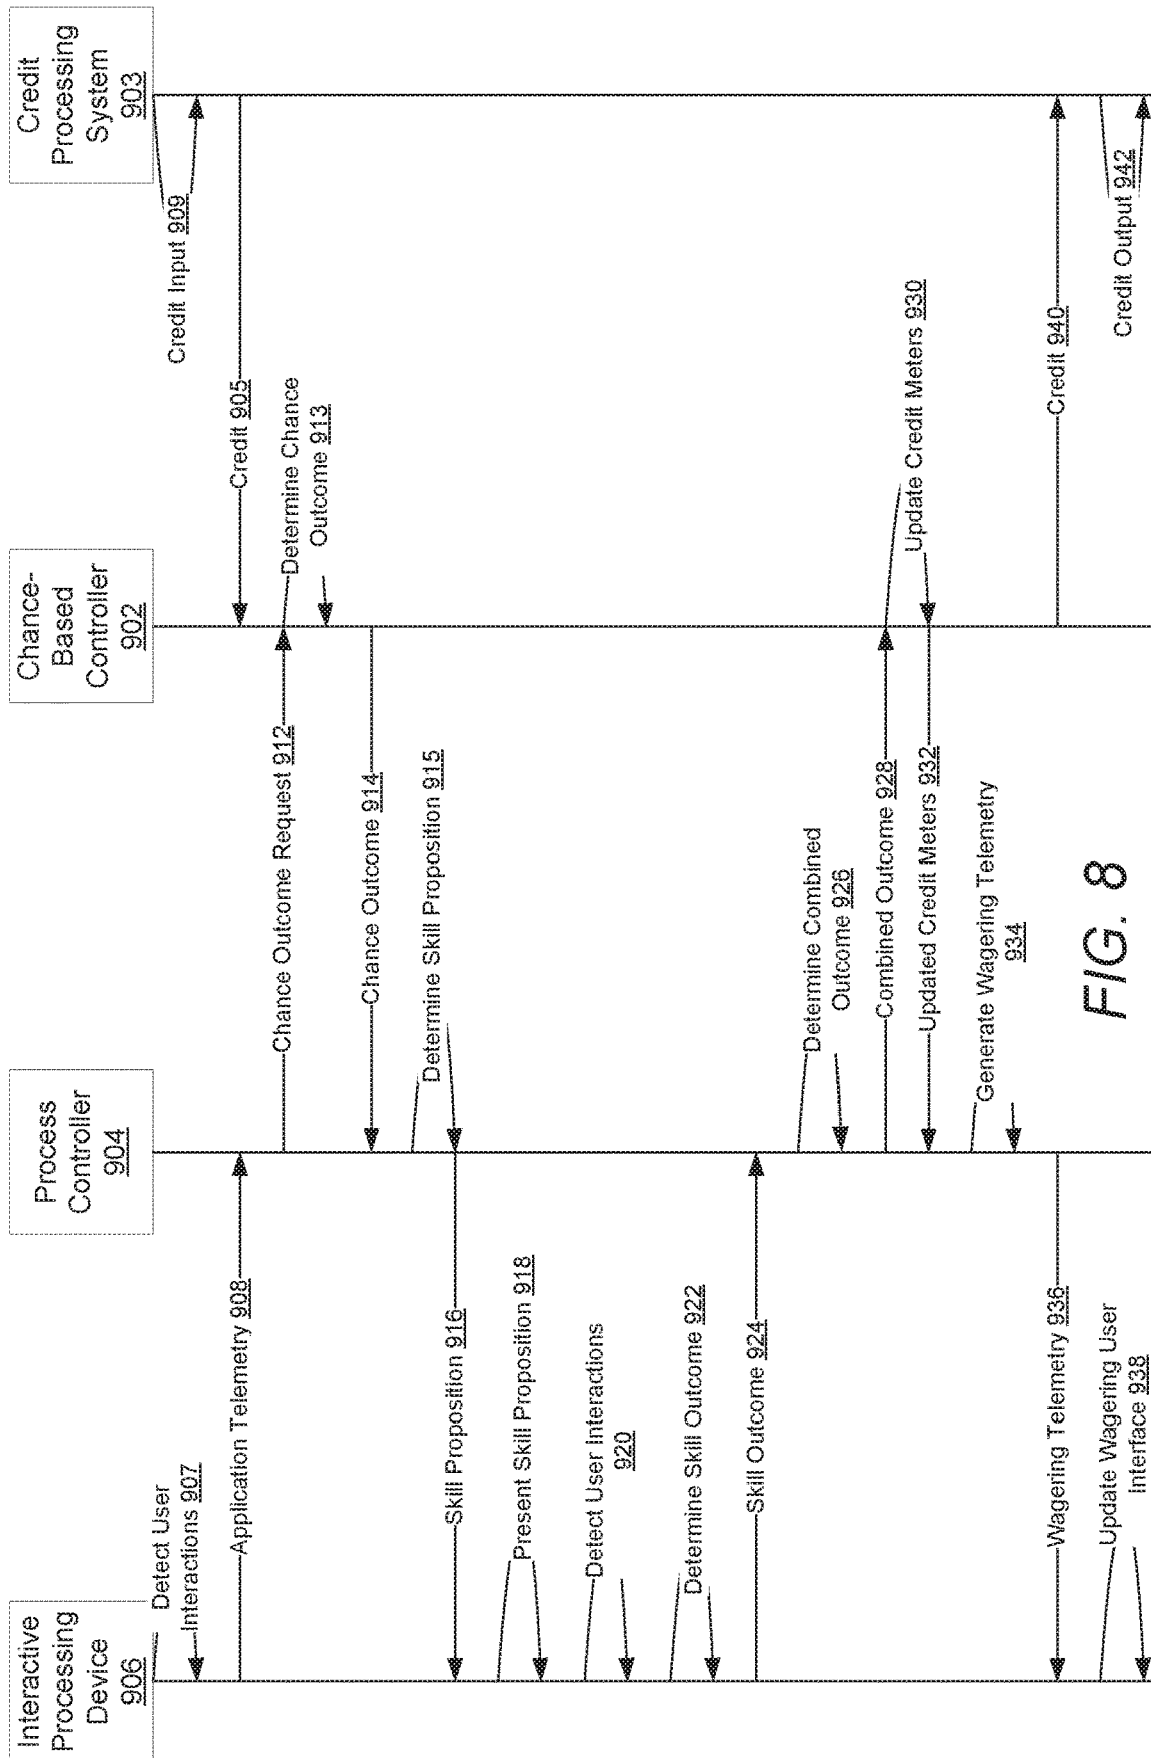 Interactive
Processing
Device
906
Process
Controller
904
Chance-
Based
Controller
902
Credit
Processing
System
903
Detect User
Interactions 907
Credit Input 909
Application Telemetry 908
Credit 905
Chance Outcome Request 912
Determine Chance
Outcome 913
Chance Outcome 914
Determine Skill Proposition 915
Skill Proposition 916
Present Skill Proposition 918
Detect User Interactions
920
Determine Skill Outcome 922
Skill Outcome 924
Determine Combined
Outcome 926
Combined Outcome 928
Update Credit Meters 930
Updated Credit Meters 932
Generate Wagering Telemetry
934
Wagering Telemetry 936
Credit 940
Update Wagering User
Interface 938
Credit Output 942
FIG. 8